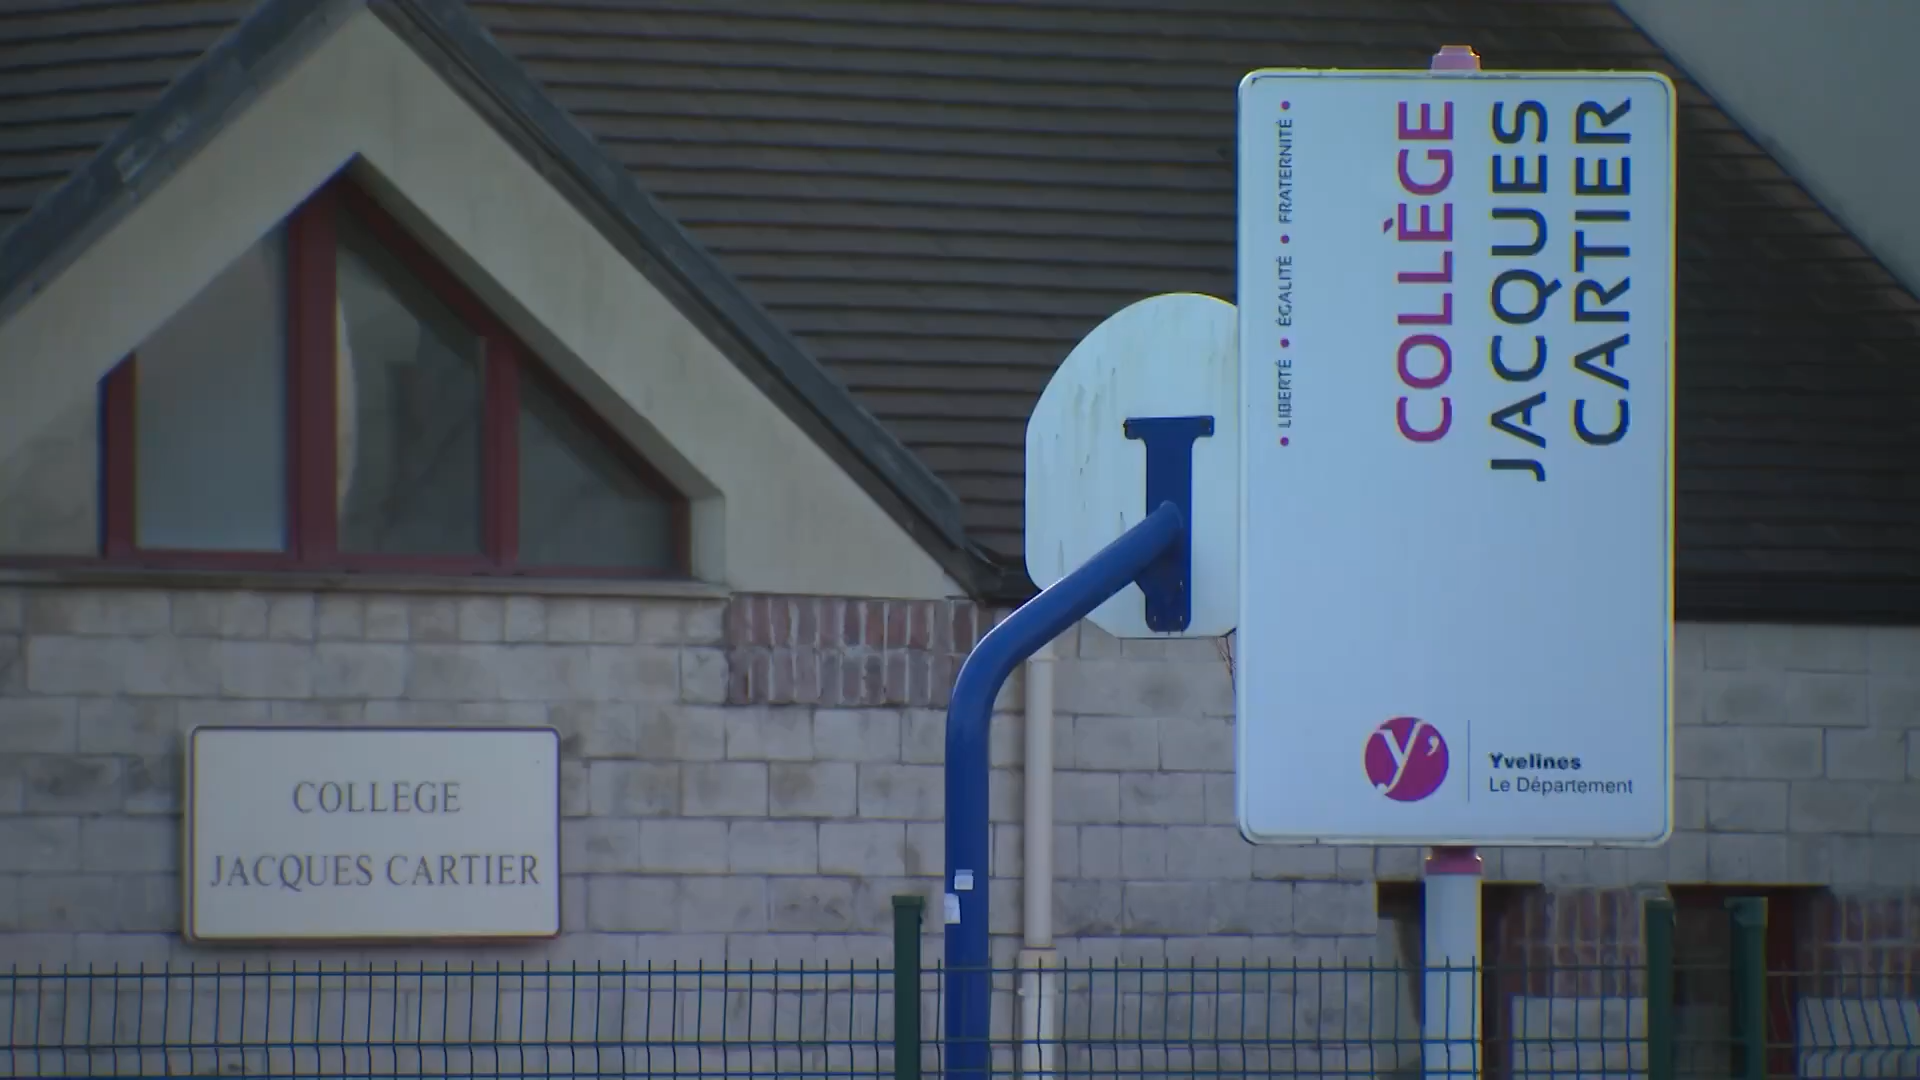 COLLEGE
JACQUES CARTIER
• LIBERTÉ • ÉGALITÉ • FRATERNITÉ •
COLLÈGE
JACQUES
CARTIER
y'
Yvelines
Le Département